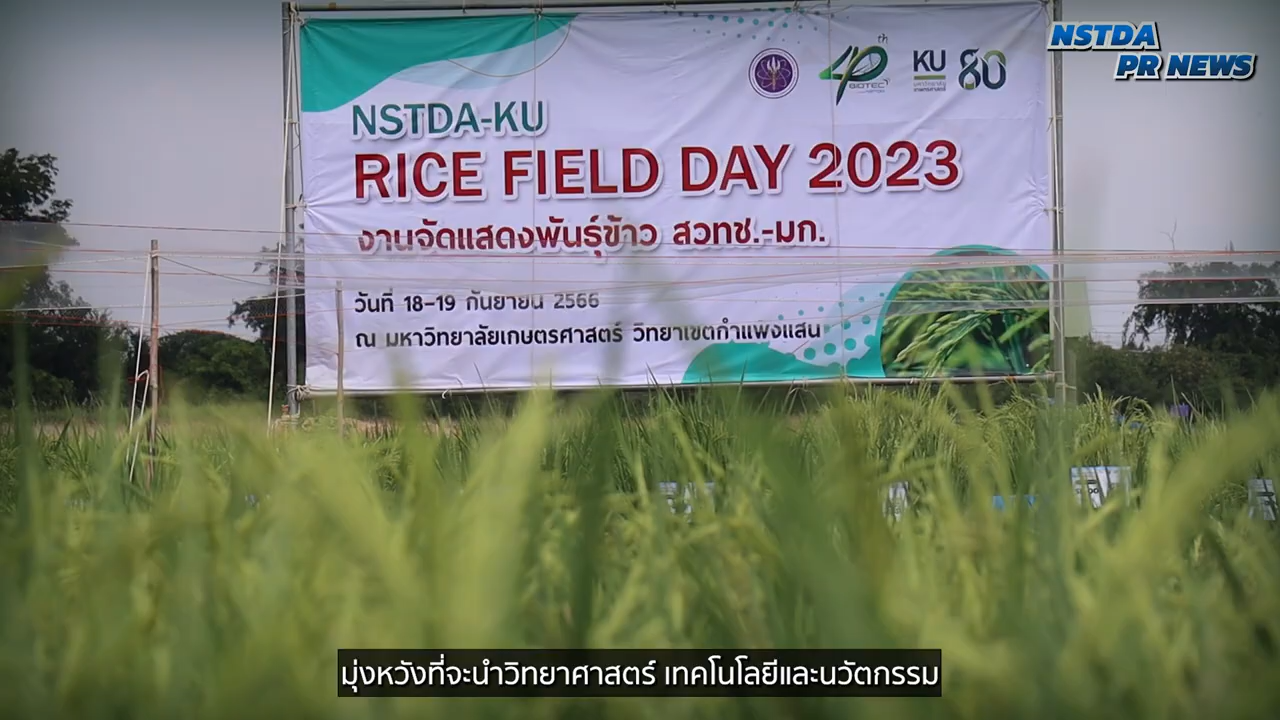 NSTDA
PR NEWS
40th
BIOTEC
KU
80
NSTDA-KU
RICE FIELD DAY 2023
งานจัดแสดงพันธุ์ข้าว สวทช.-มก.
วันที่ 18-19 กันยายน 2566
ณ มหาวิทยาลัยเกษตรศาสตร์ วิทยาเขตกำแพงแสน
มุ่งหวังที่จะนำวิทยาศาสตร์ เทคโนโลยีและนวัตกรรม